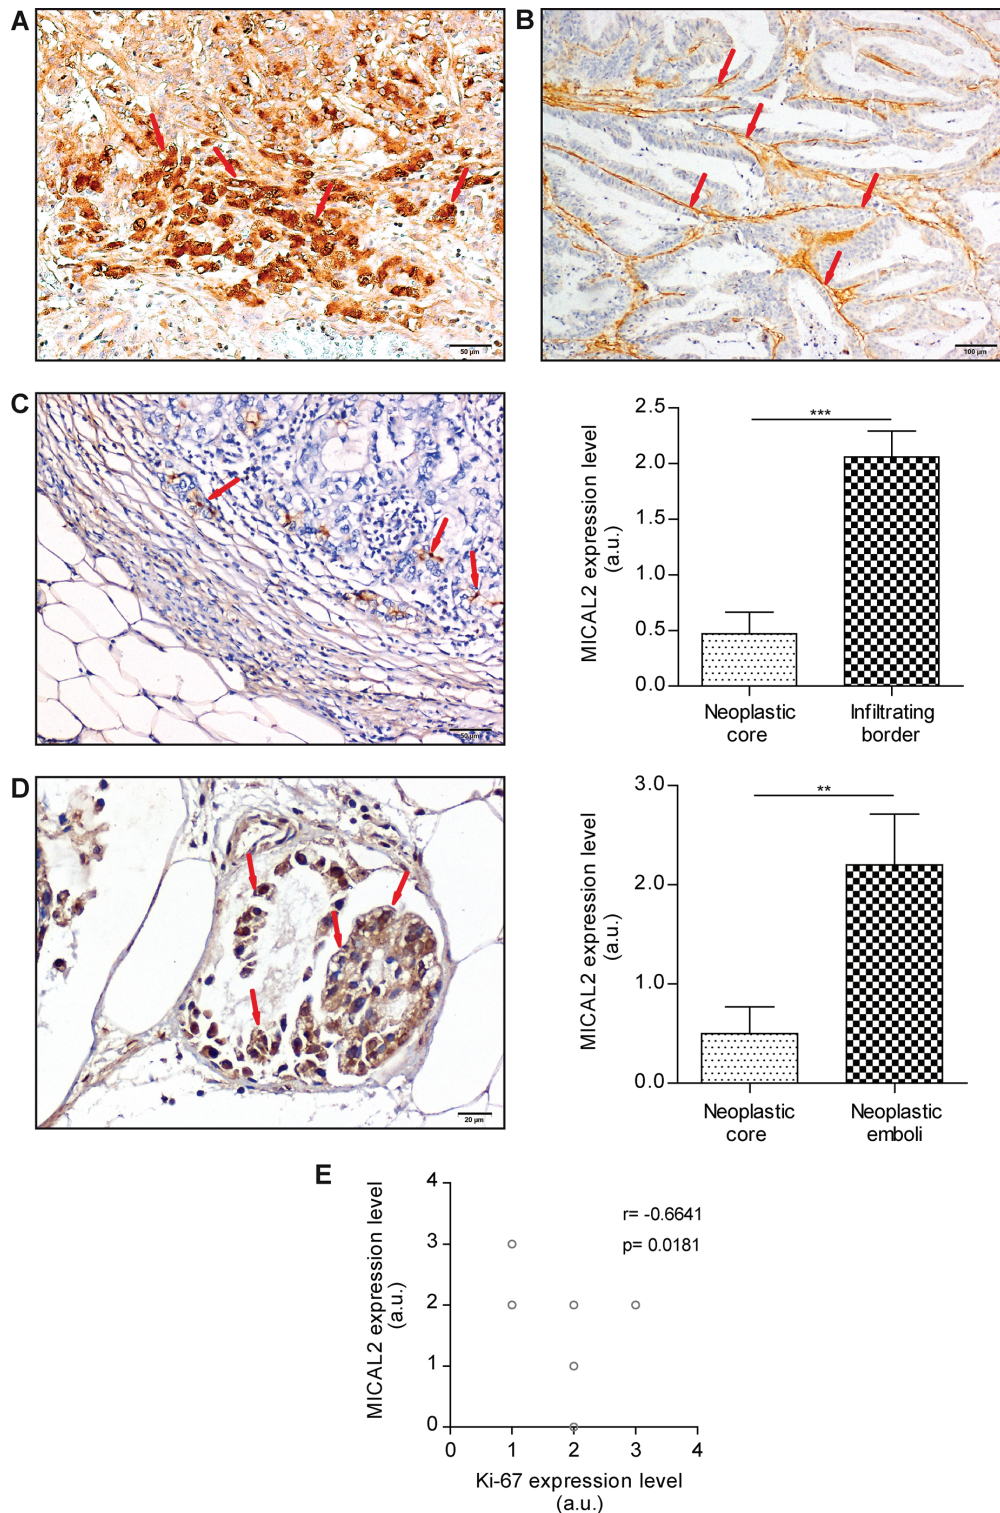 A
50 µm
B
100 µm
C
50 µm
MICAL2 expression level
(a.u.)
2.5
2.0
1.5
1.0
0.5
0.0
***
Neoplastic
core
Infiltrating
border
D
20 µm
MICAL2 expression level
(a.u.)
3.0
2.0
1.0
0.0
**
Neoplastic
core
Neoplastic
emboli
E
MICAL2 expression level
(a.u.)
4
3
2
1
0
r= -0.6641
p= 0.0181
0 1 2 3 4
Ki-67 expression level
(a.u.)